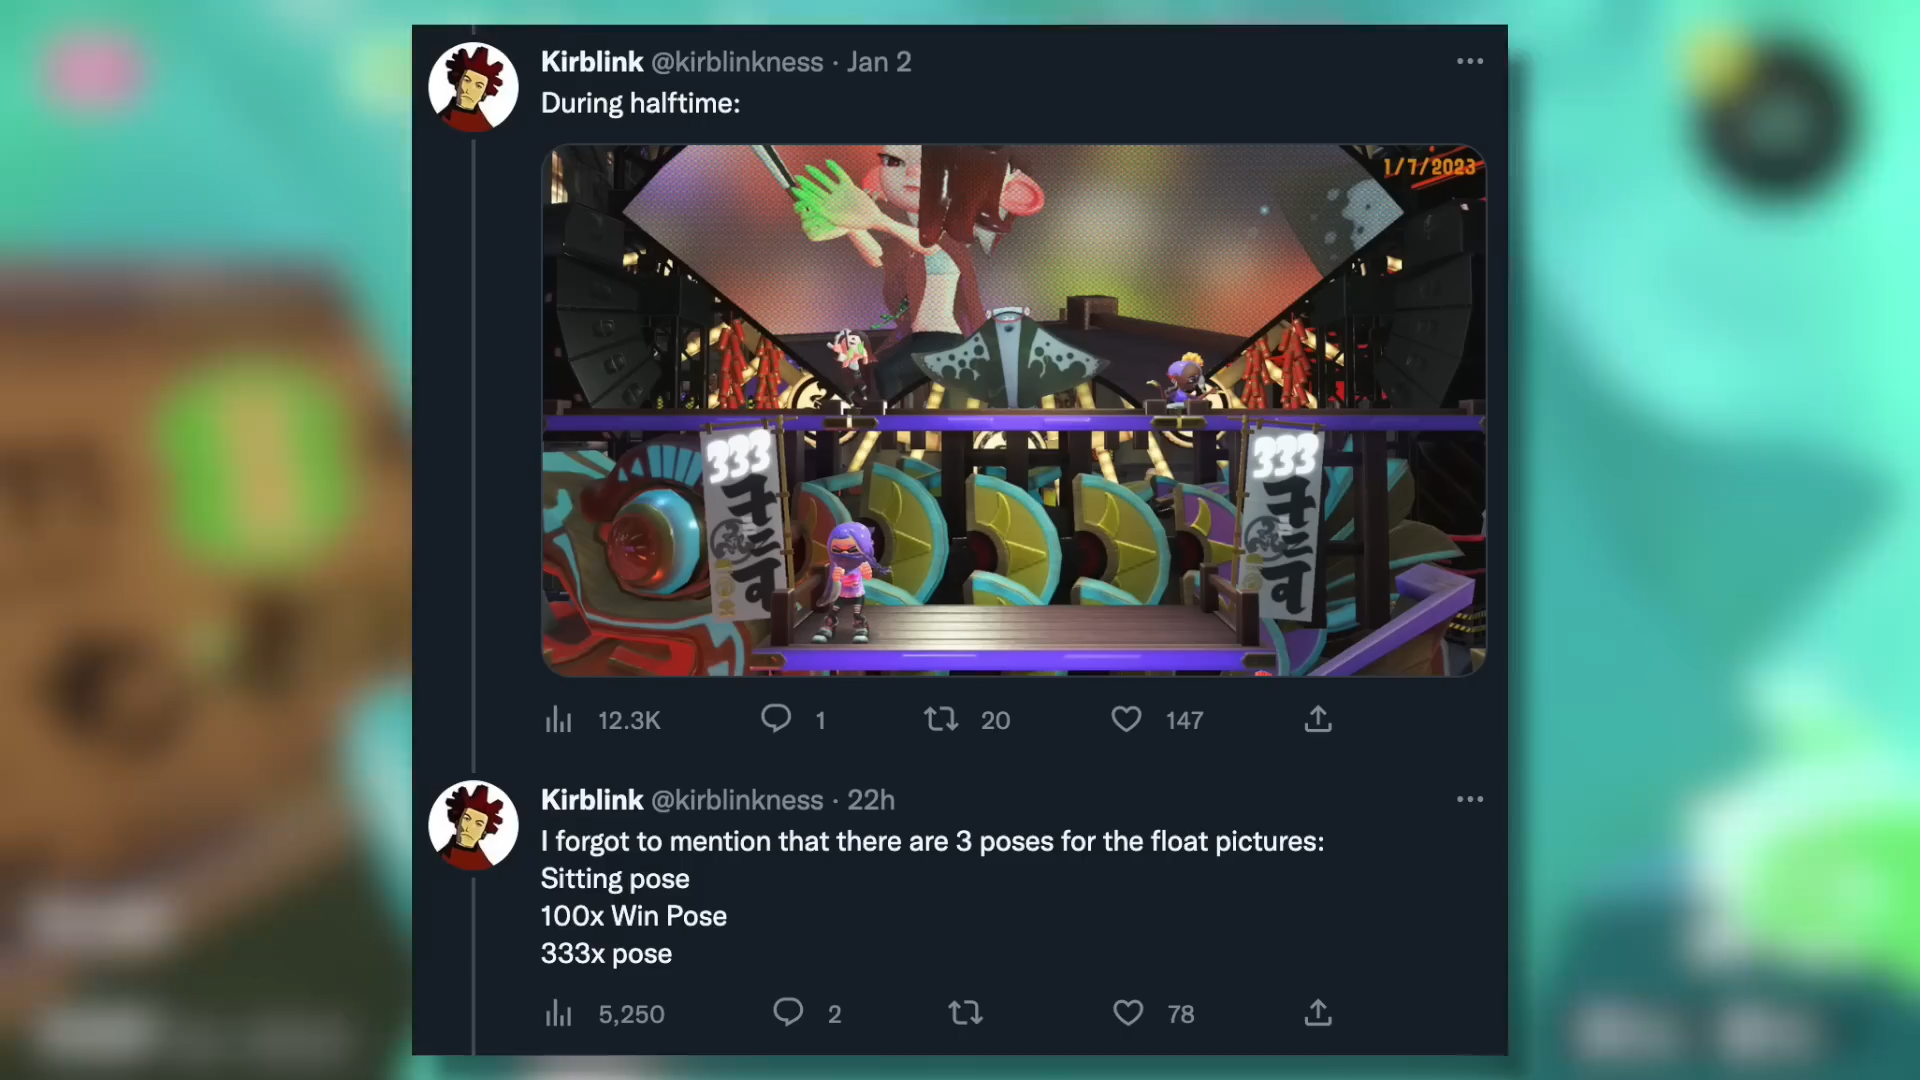 Kirblink @kirblinkness · Jan 2
During halftime:
1/7/2023
333
333
12.3K
1
20
147
Kirblink @kirblinkness · 22h
I forgot to mention that there are 3 poses for the float pictures:
Sitting pose
100x Win Pose
333x pose
5,250
2
78